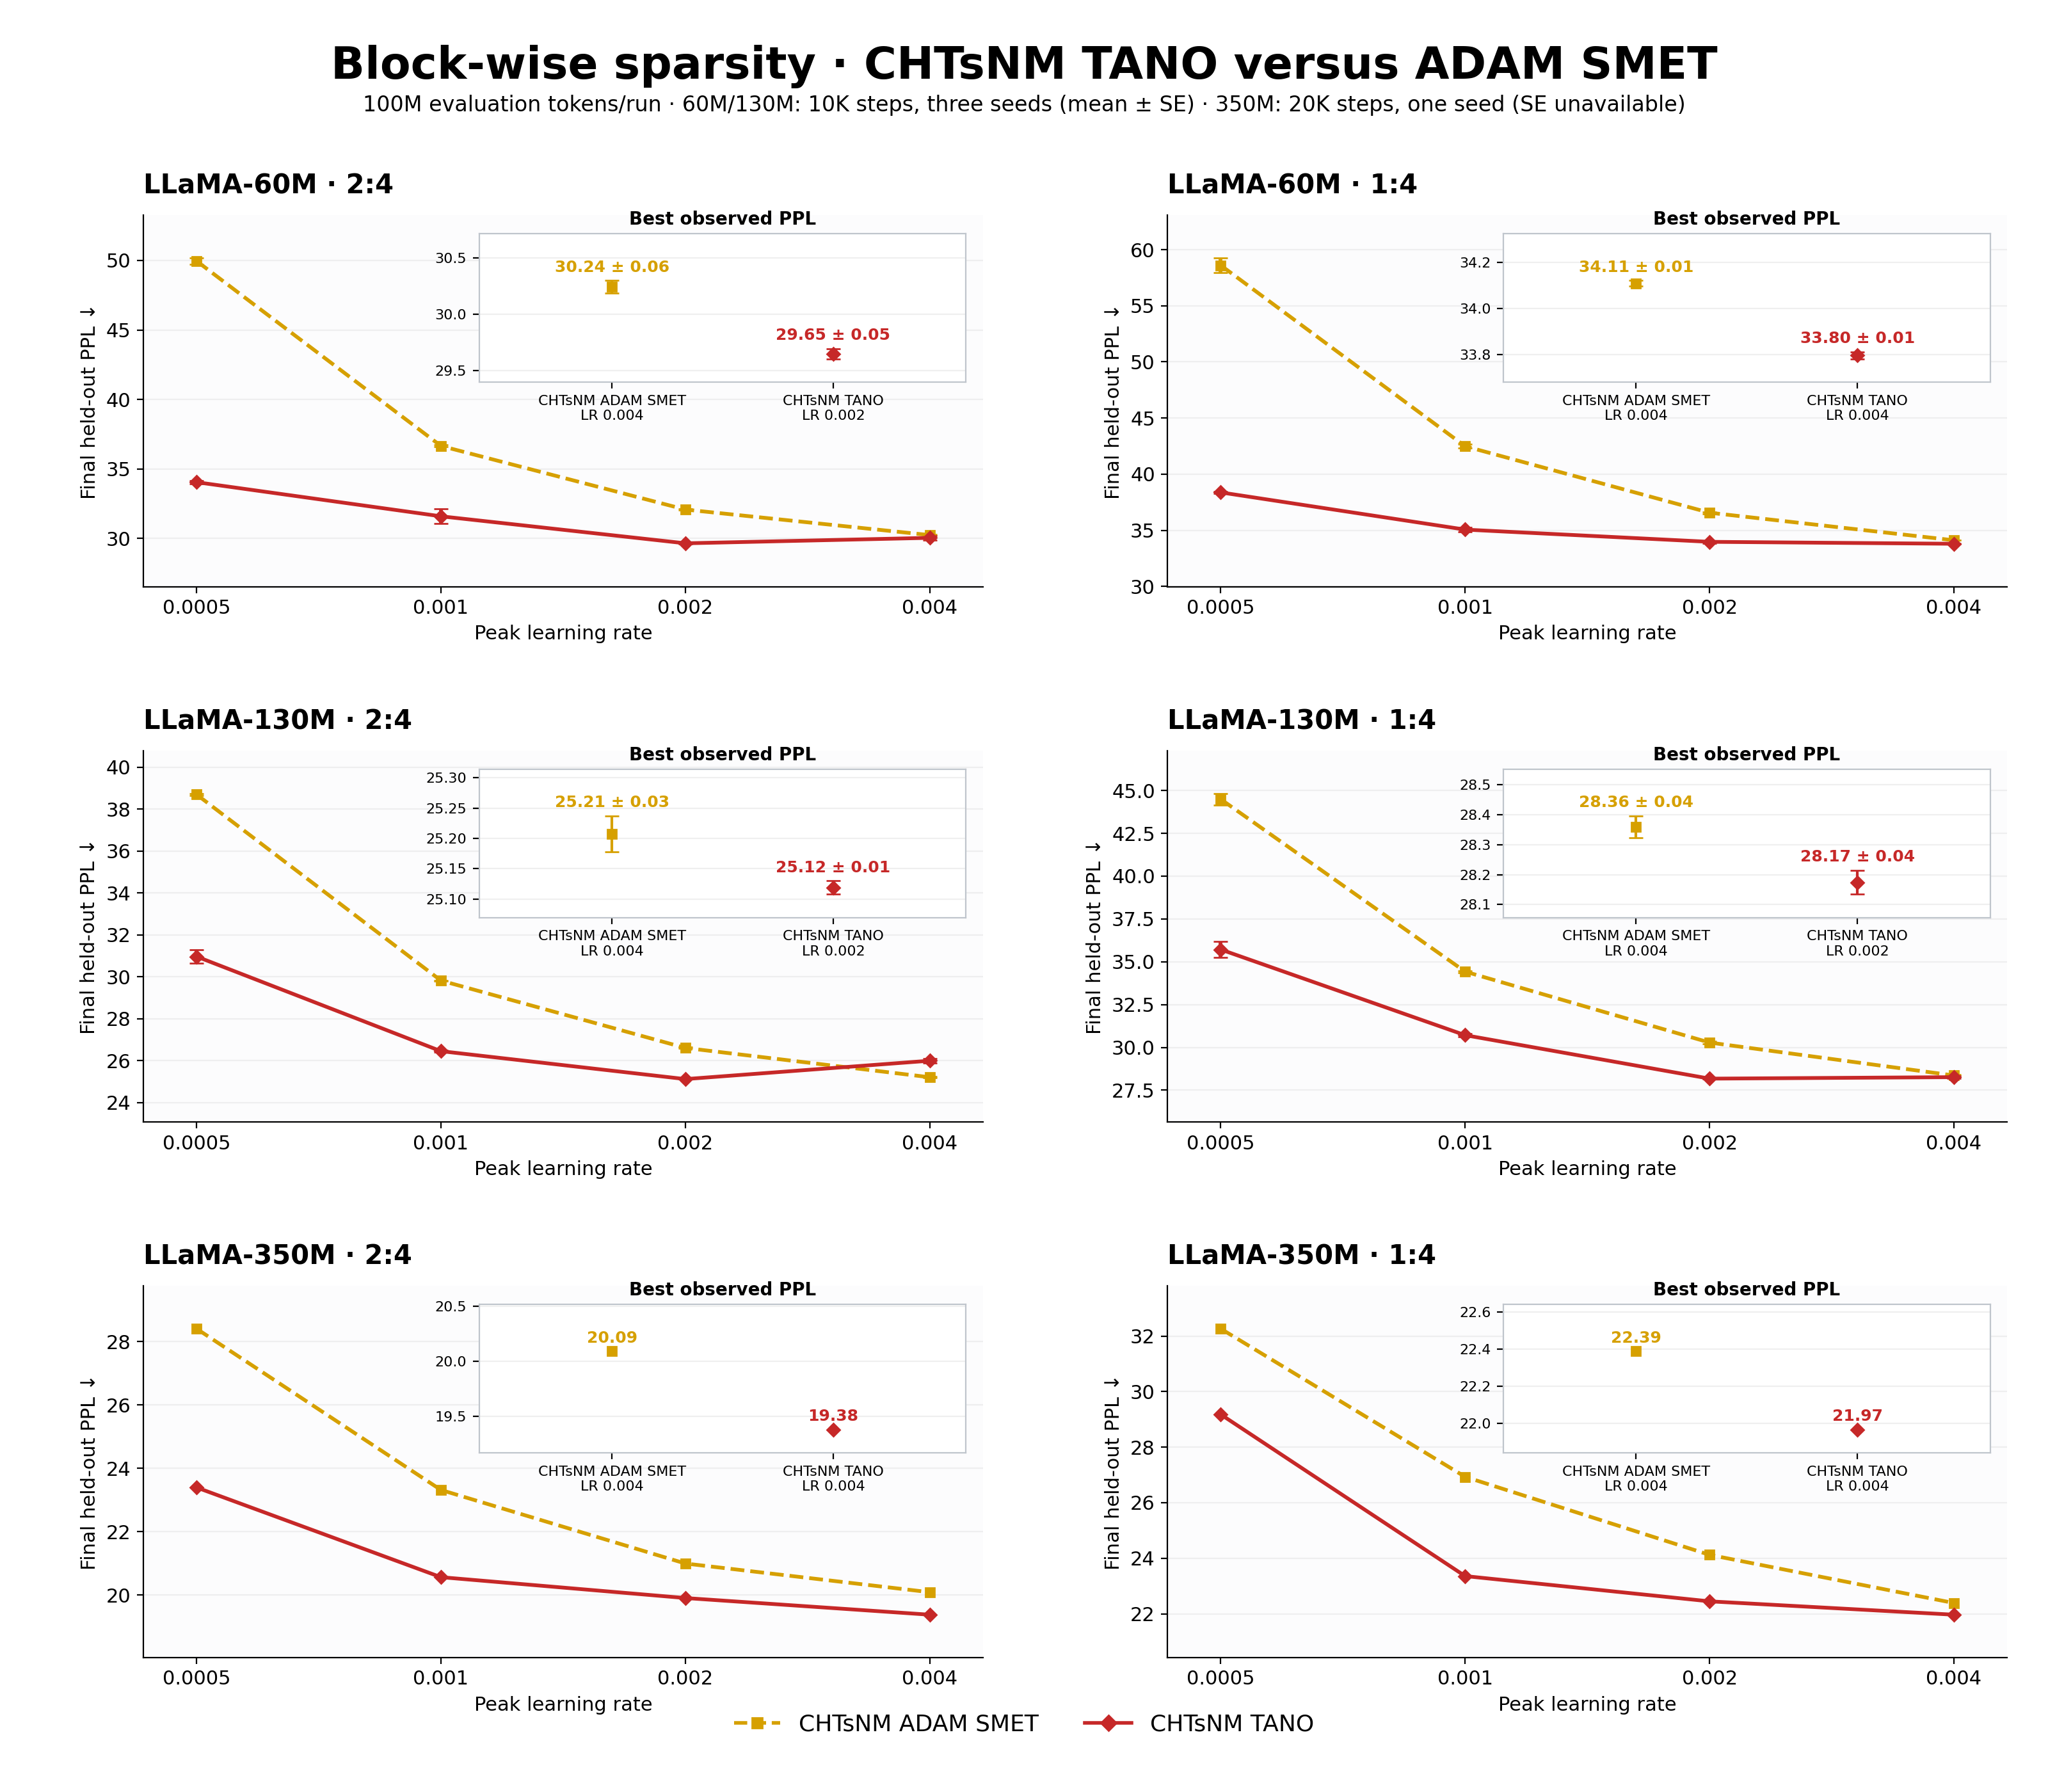 Block-wise sparsity · CHTsNM TANO versus ADAM SMET
100M evaluation tokens/run · 60M/130M: 10K steps, three seeds (mean ± SE) · 350M: 20K steps, one seed (SE unavailable)
LLaMA-60M · 2:4
Best observed PPL
50
45
40
35
30
Final held-out PPL ↓
30.5
30.0
29.5
30.24 ± 0.06
29.65 ± 0.05
CHTsNM ADAM SMET
LR 0.004
CHTsNM TANO
LR 0.002
0.0005
0.001
0.002
0.004
Peak learning rate
LLaMA-60M · 1:4
Best observed PPL
60
55
50
45
40
35
30
Final held-out PPL ↓
34.2
34.0
33.8
34.11 ± 0.01
33.80 ± 0.01
CHTsNM ADAM SMET
LR 0.004
CHTsNM TANO
LR 0.004
0.0005
0.001
0.002
0.004
Peak learning rate
LLaMA-130M · 2:4
Best observed PPL
40
38
36
34
32
30
28
26
24
Final held-out PPL ↓
25.30
25.25
25.20
25.15
25.10
25.21 ± 0.03
25.12 ± 0.01
CHTsNM ADAM SMET
LR 0.004
CHTsNM TANO
LR 0.002
0.0005
0.001
0.002
0.004
Peak learning rate
LLaMA-130M · 1:4
Best observed PPL
45.0
42.5
40.0
37.5
35.0
32.5
30.0
27.5
Final held-out PPL ↓
28.5
28.4
28.3
28.2
28.1
28.36 ± 0.04
28.17 ± 0.04
CHTsNM ADAM SMET
LR 0.004
CHTsNM TANO
LR 0.002
0.0005
0.001
0.002
0.004
Peak learning rate
LLaMA-350M · 2:4
Best observed PPL
28
26
24
22
20
Final held-out PPL ↓
20.5
20.0
19.5
20.09
19.38
CHTsNM ADAM SMET
LR 0.004
CHTsNM TANO
LR 0.004
0.0005
0.001
0.002
0.004
Peak learning rate
LLaMA-350M · 1:4
Best observed PPL
32
30
28
26
24
22
Final held-out PPL ↓
22.6
22.4
22.2
22.0
22.39
21.97
CHTsNM ADAM SMET
LR 0.004
CHTsNM TANO
LR 0.004
0.0005
0.001
0.002
0.004
Peak learning rate
CHTsNM ADAM SMET
CHTsNM TANO